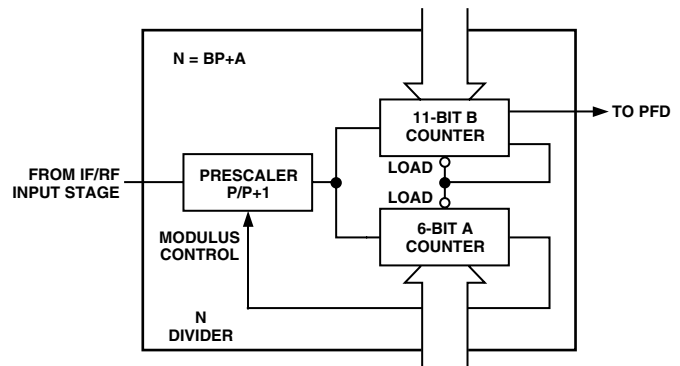 N = BP+A
11-BIT B
COUNTER
TO PFD
FROM IF/RF
INPUT STAGE
PRESCALER
P/P+1
LOAD
LOAD
MODULUS
CONTROL
6-BIT A
COUNTER
N
DIVIDER